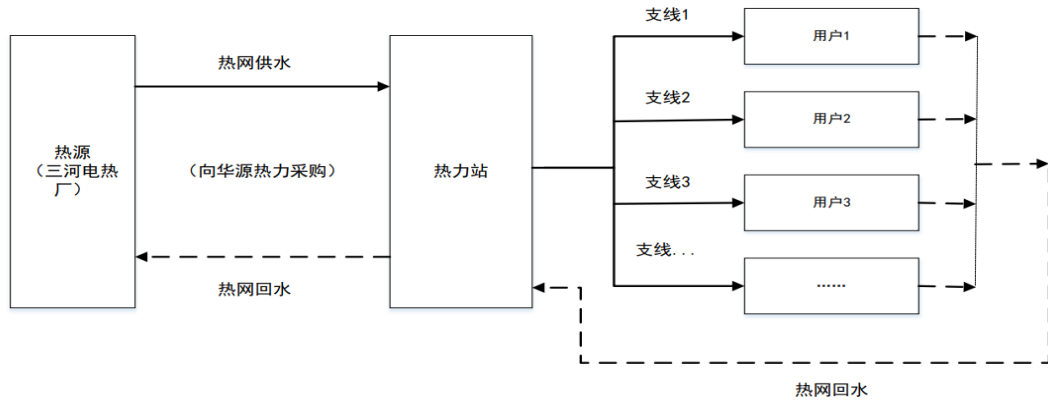 支线1
用户1
热网供水
支线2
用户2
热源
（三河电热
厂）
（向华源热力采购）
热力站
支线3
用户3
支线...
......
热网回水
热网回水